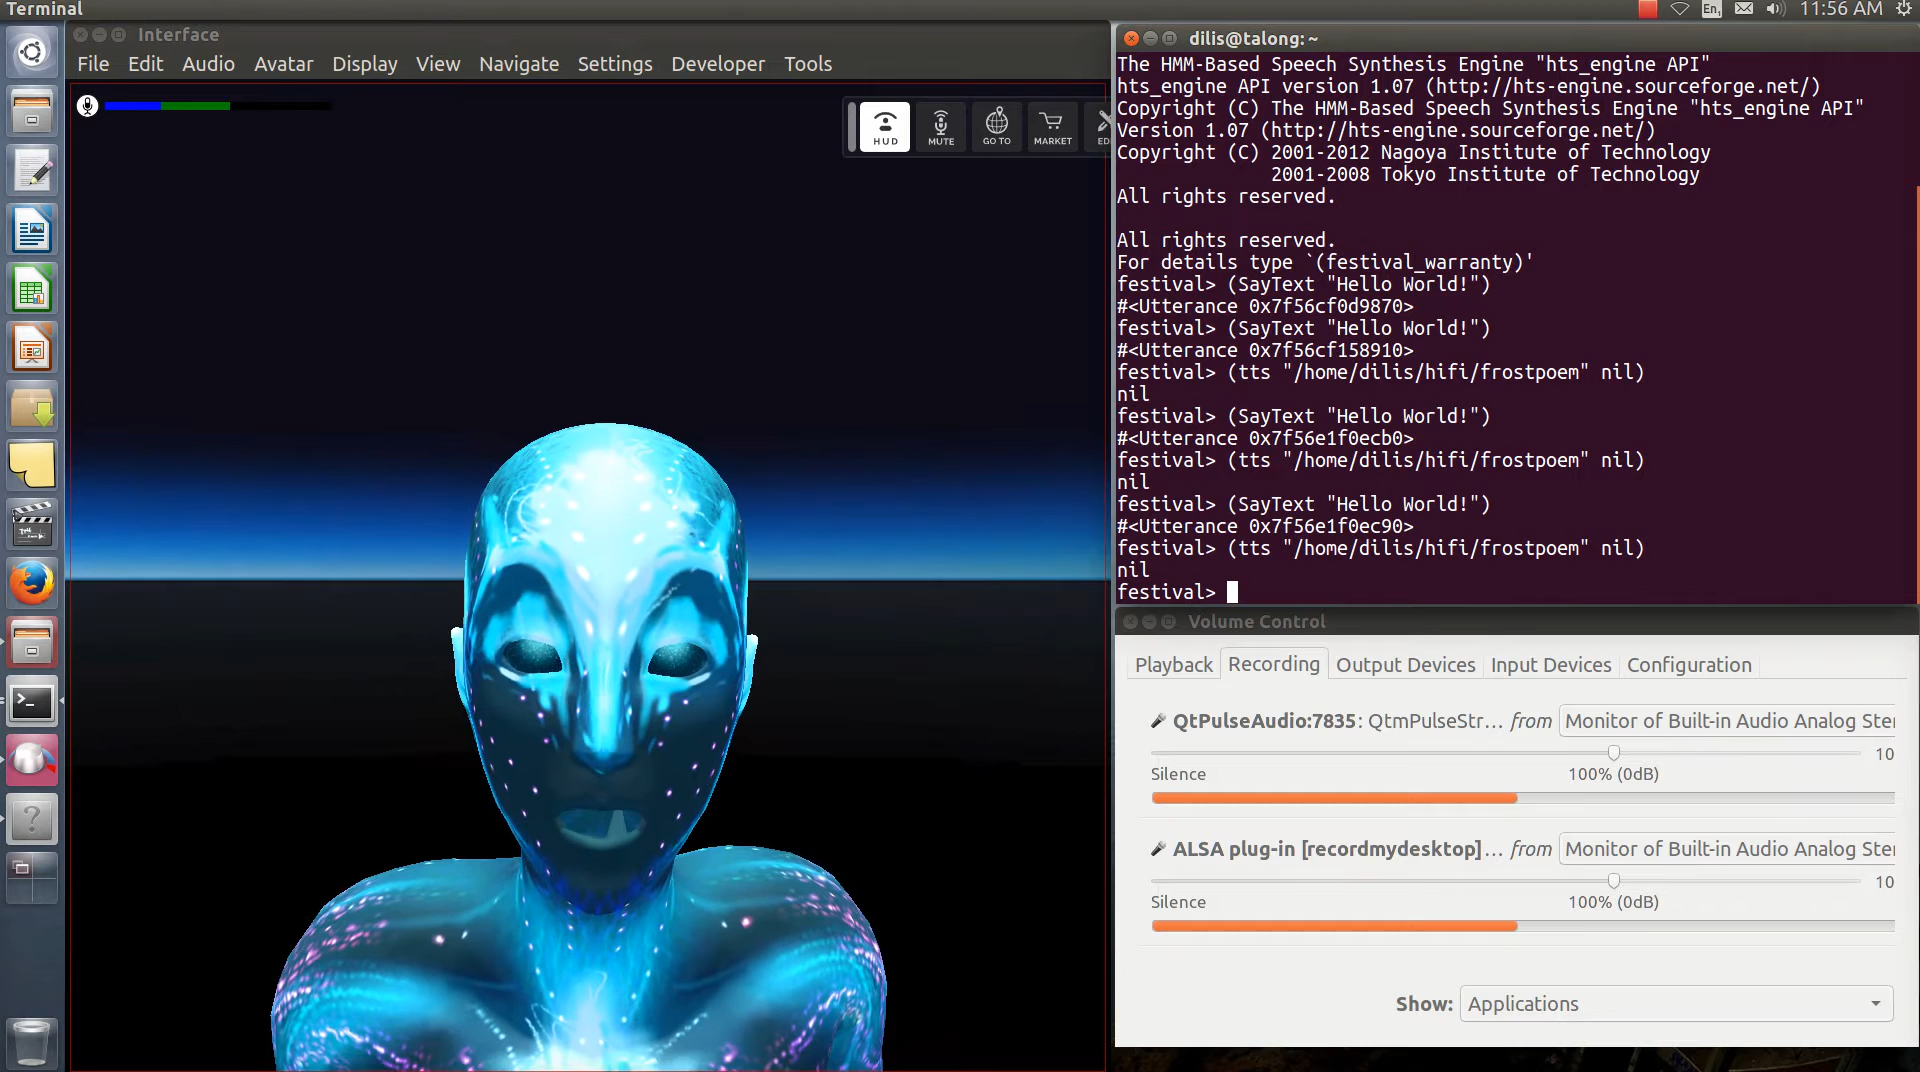 Terminal
En1
11:56 AM
Interface
File Edit Audio Avatar Display View Navigate Settings Developer Tools
HUD
MUTE
GO TO
MARKET
dilis@talong: ~
The HMM-Based Speech Synthesis Engine "hts_engine API"
hts_engine API version 1.07 (http://hts-engine.sourceforge.net/)
Copyright (C) The HMM-Based Speech Synthesis Engine "hts_engine API"
Version 1.07 (http://hts-engine.sourceforge.net/)
Copyright (C) 2001-2012 Nagoya Institute of Technology
2001-2008 Tokyo Institute of Technology
All rights reserved.
All rights reserved.
For details type `(festival_warranty)'
festival> (SayText "Hello World!")
#<Utterance 0x7f56cf0d9870>
festival> (SayText "Hello World!")
#<Utterance 0x7f56cf158910>
festival> (tts "/home/dilis/hifi/frostpoem" nil)
nil
festival> (SayText "Hello World!")
#<Utterance 0x7f56e1f0ecb0>
festival> (tts "/home/dilis/hifi/frostpoem" nil)
nil
festival> (SayText "Hello World!")
#<Utterance 0x7f56e1f0ec90>
festival> (tts "/home/dilis/hifi/frostpoem" nil)
nil
festival>
Volume Control
Playback Recording Output Devices Input Devices Configuration
QtPulseAudio:7835: QtmPulseStr... from Monitor of Built-in Audio Analog Ster
10
Silence 100% (0dB)
ALSA plug-in [recordmydesktop]... from Monitor of Built-in Audio Analog Ster
10
Silence 100% (0dB)
Show: Applications